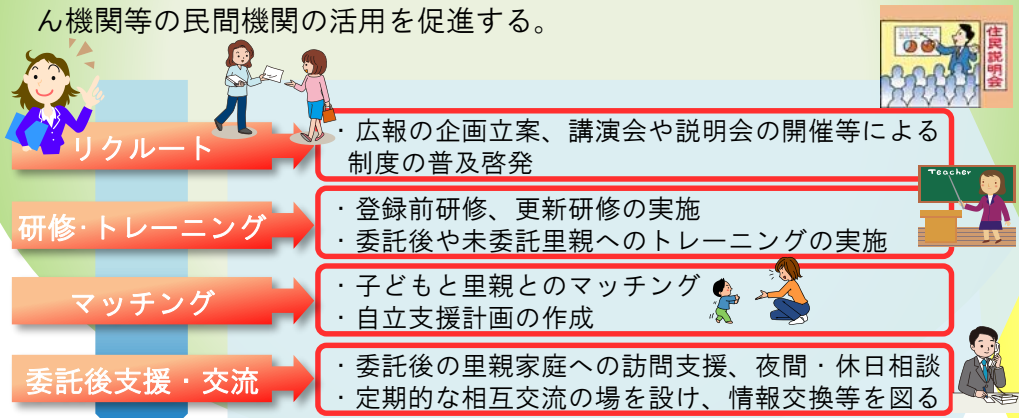 ん機関等の民間機関の活用を促進する。
住民説明会
リクルート
・広報の企画立案、講演会や説明会の開催等による
制度の普及啓発
Teacher
研修・トレーニング
・登録前研修、更新研修の実施
・委託後や未委託里親へのトレーニングの実施
マッチング
・子どもと里親とのマッチング
・自立支援計画の作成
委託後支援・交流
・委託後の里親家庭への訪問支援、夜間・休日相談
・定期的な相互交流の場を設け、情報交換等を図る